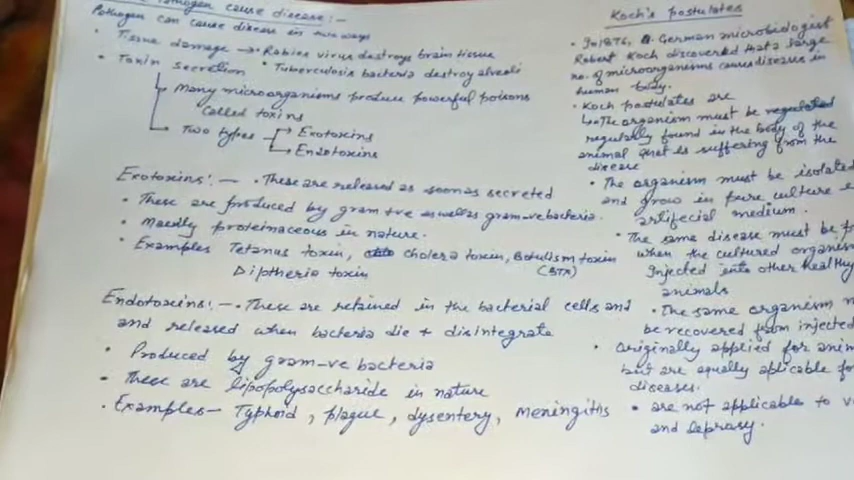 Pathogen cause disease:-
Pathogen can cause disease in two ways
• Tissue damage → • Rabies virus destroys brain tissue
• Tuberculosis bacteria destroy alveoli
• Toxin secretion
Many microorganisms produce powerful poisons
called toxins
• Two types → Exotoxins
→ Endotoxins
Exotoxins:- • These are released as soon as secreted
• These are produced by gram +ve as well as gram -ve bacteria.
• proteinaceous in nature.
• Examples Tetanus toxin, cholera toxin, Botulism toxin
(BTX)
Diptheria toxin
Endotoxins:- • These are retained in the bacterial cells and
and released when bacteria die + disintegrate
• Produced by gram -ve bacteria
• These are lipopolysaccharide in nature
• Examples - Typhoid, plague, dysentery, Meningitis
Koch's postulates
• In 1876, A German microbiologist
Robert Koch discovered that a large
no. of microorganisms causes disease in
human body.
• Koch postulates are
The organism must be
regularly found in the body of the
animal that is suffering from the
disease
• The organism must be isolated
and grow in pure culture
artifecial medium.
• The same disease must be
when the cultured organism
Injected into other healthy
animals
• The same organism
be recovered from injected
• Originally applied for
but are equally applicable
diseases.
• are not applicable to
and leprasy.